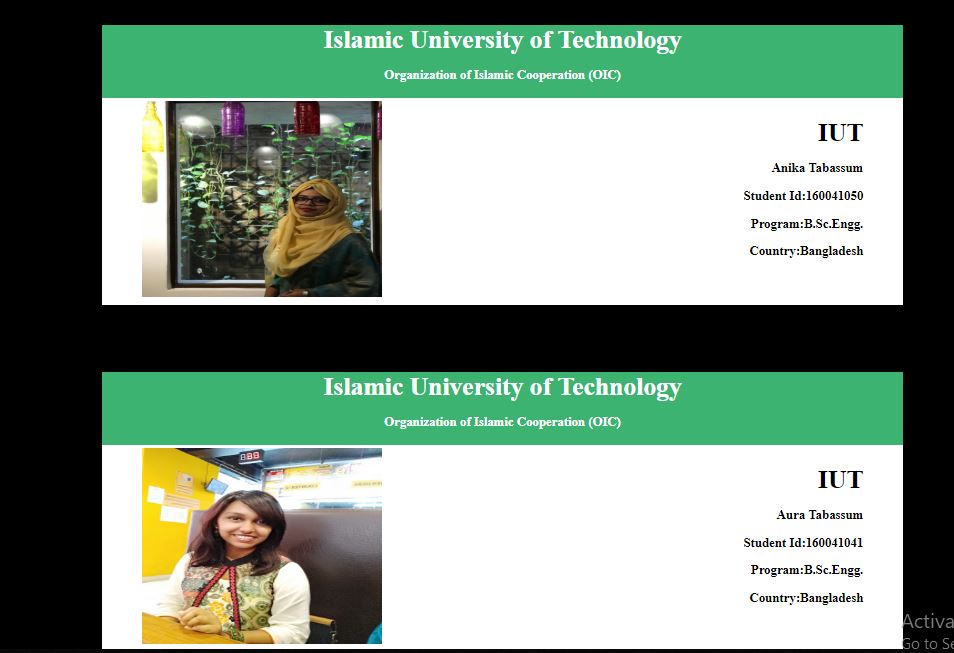 Islamic University of Technology
Organization of Islamic Cooperation (OIC)
IUT
Anika Tabassum
Student Id:160041050
Program:B.Sc.Engg.
Country:Bangladesh
Islamic University of Technology
Organization of Islamic Cooperation (OIC)
IUT
Aura Tabassum
Student Id:160041041
Program:B.Sc.Engg.
Country:Bangladesh
Activa
Go to Se